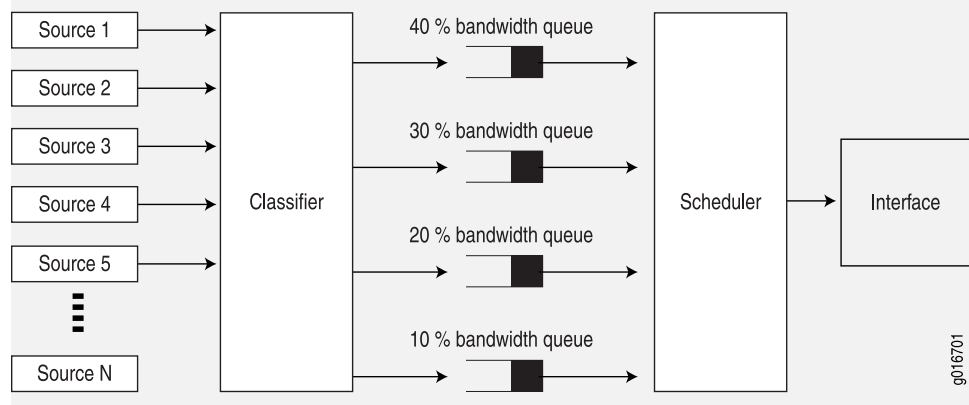 Source 1
Source 2
Source 3
Source 4
Source 5
Source N
Classifier
40 % bandwidth queue
30 % bandwidth queue
20 % bandwidth queue
10 % bandwidth queue
Scheduler
Interface
g016701